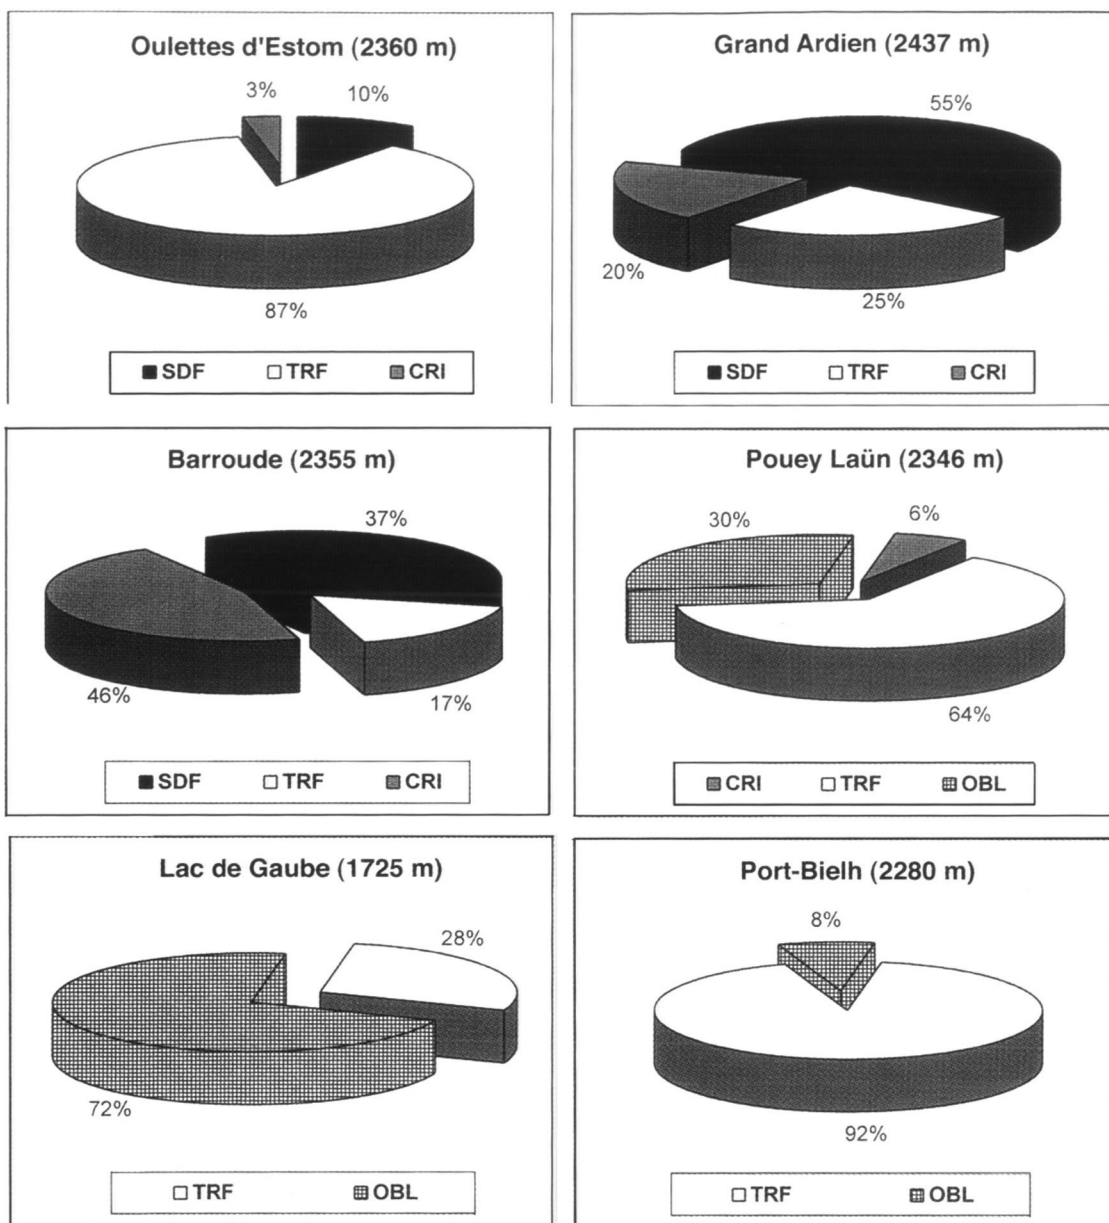 Oulettes d'Estom (2360 m)
3%
10%
87%
SDF TRF CRI
Grand Ardien (2437 m)
55%
20%
25%
SDF TRF CRI
Barroude (2355 m)
37%
46%
17%
SDF TRF CRI
Pouey Laün (2346 m)
30%
6%
64%
CRI TRF OBL
Lac de Gaube (1725 m)
28%
72%
TRF OBL
Port-Bielh (2280 m)
8%
92%
TRF OBL